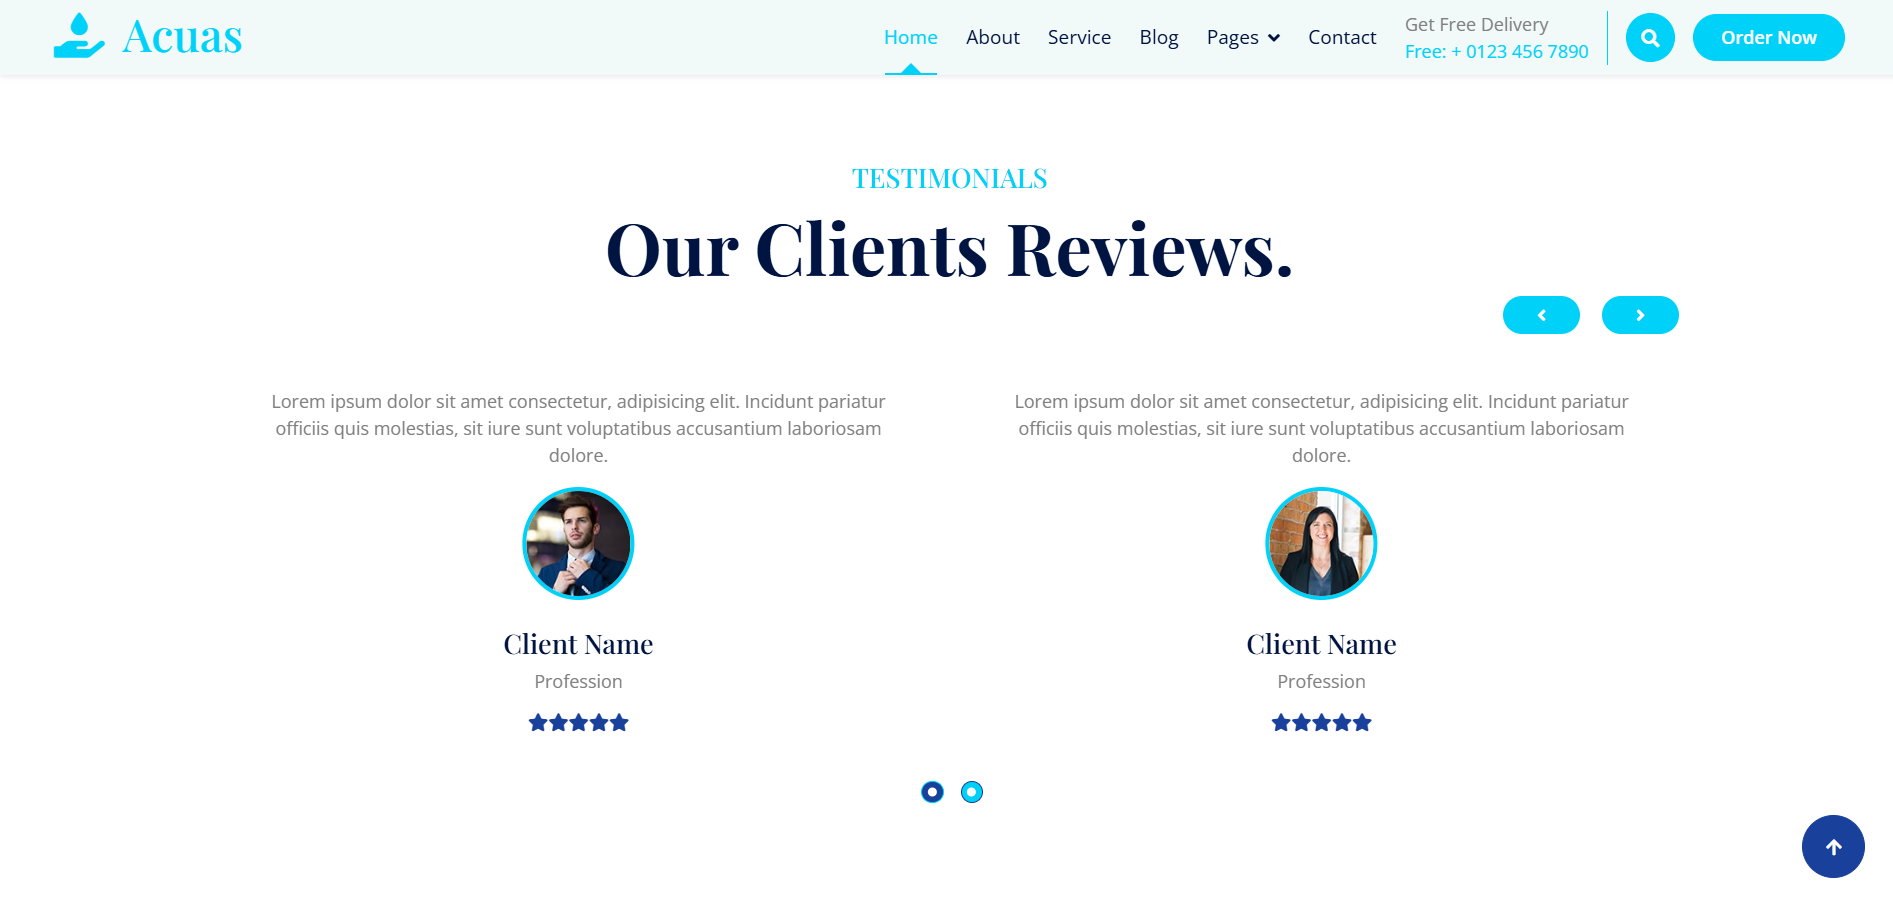 Acuas
Home About Service Blog Pages Contact
Get Free Delivery
Free: + 0123 456 7890
Order Now
TESTIMONIALS
Our Clients Reviews.
Lorem ipsum dolor sit amet consectetur, adipisicing elit. Incidunt pariatur
officiis quis molestias, sit iure sunt voluptatibus accusantium laboriosam
dolore.
Client Name
Profession
Lorem ipsum dolor sit amet consectetur, adipisicing elit. Incidunt pariatur
officiis quis molestias, sit iure sunt voluptatibus accusantium laboriosam
dolore.
Client Name
Profession